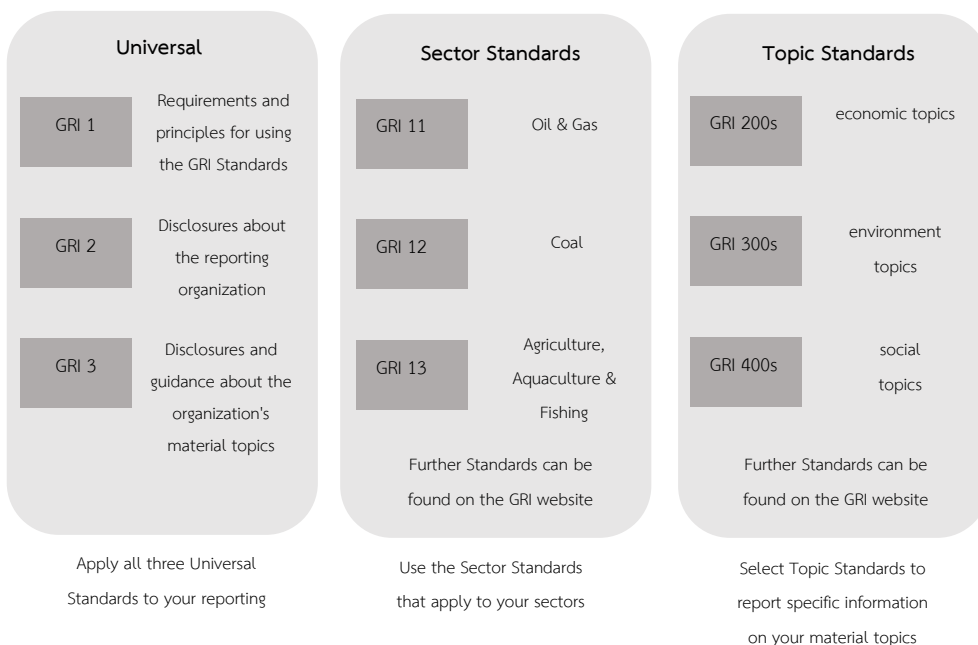 Universal
GRI 1
Requirements and
principles for using
the GRI Standards
GRI 2
Disclosures about
the reporting
organization
GRI 3
Disclosures and
guidance about the
organization's
material topics
Apply all three Universal
Standards to your reporting
Sector Standards
GRI 11
Oil & Gas
GRI 12
Coal
GRI 13
Agriculture,
Aquaculture &
Fishing
Further Standards can be
found on the GRI website
Use the Sector Standards
that apply to your sectors
Topic Standards
GRI 200s
economic topics
GRI 300s
environment
topics
GRI 400s
social
topics
Further Standards can be
found on the GRI website
Select Topic Standards to
report specific information
on your material topics